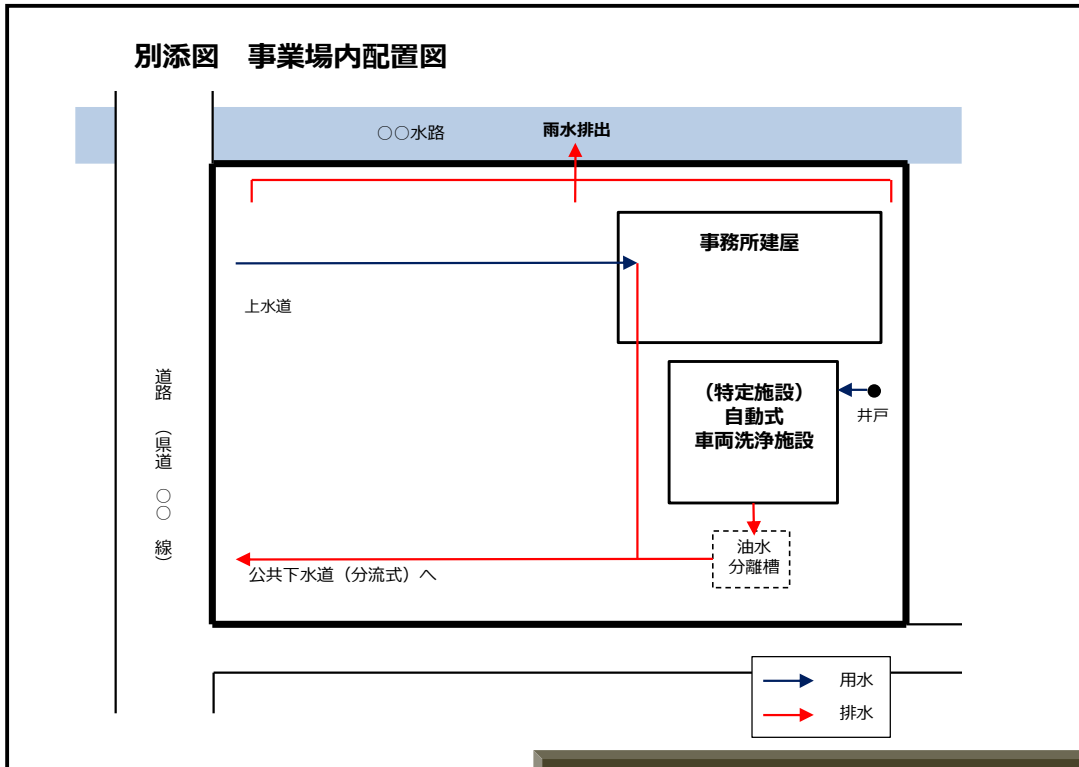 別添図　事業場内配置図
○○水路
雨水排出
事務所建屋
上水道
（特定施設）
自動式
車両洗浄施設
井戸
道路（県道　○○　線）
油水
分離槽
公共下水道（分流式）へ
用水
排水